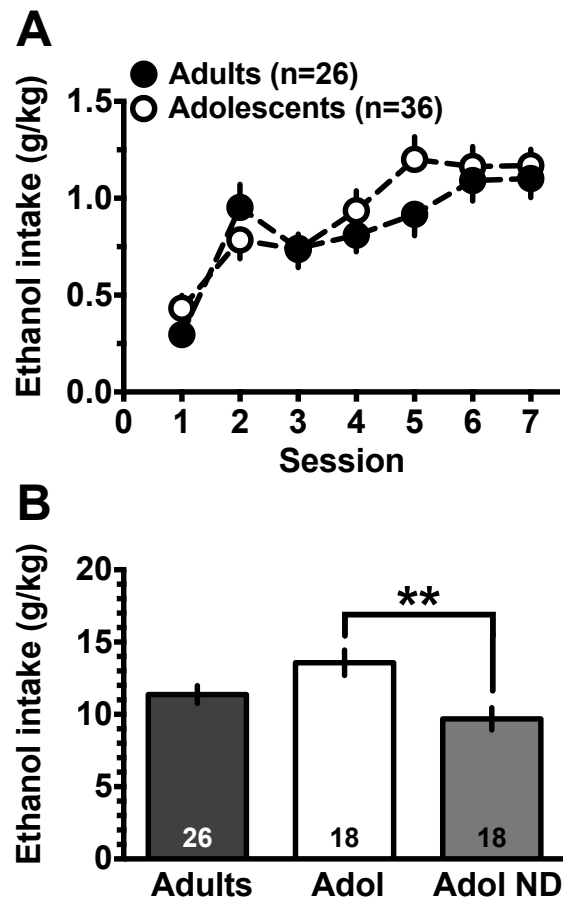 A
Adults (n=26)
Adolescents (n=36)
Ethanol intake (g/kg)
1.5
1.0
0.5
0.0
0 1 2 3 4 5 6 7
Session
B
Ethanol intake (g/kg)
20
15
10
5
0
**
26 18 18
Adults Adol Adol ND